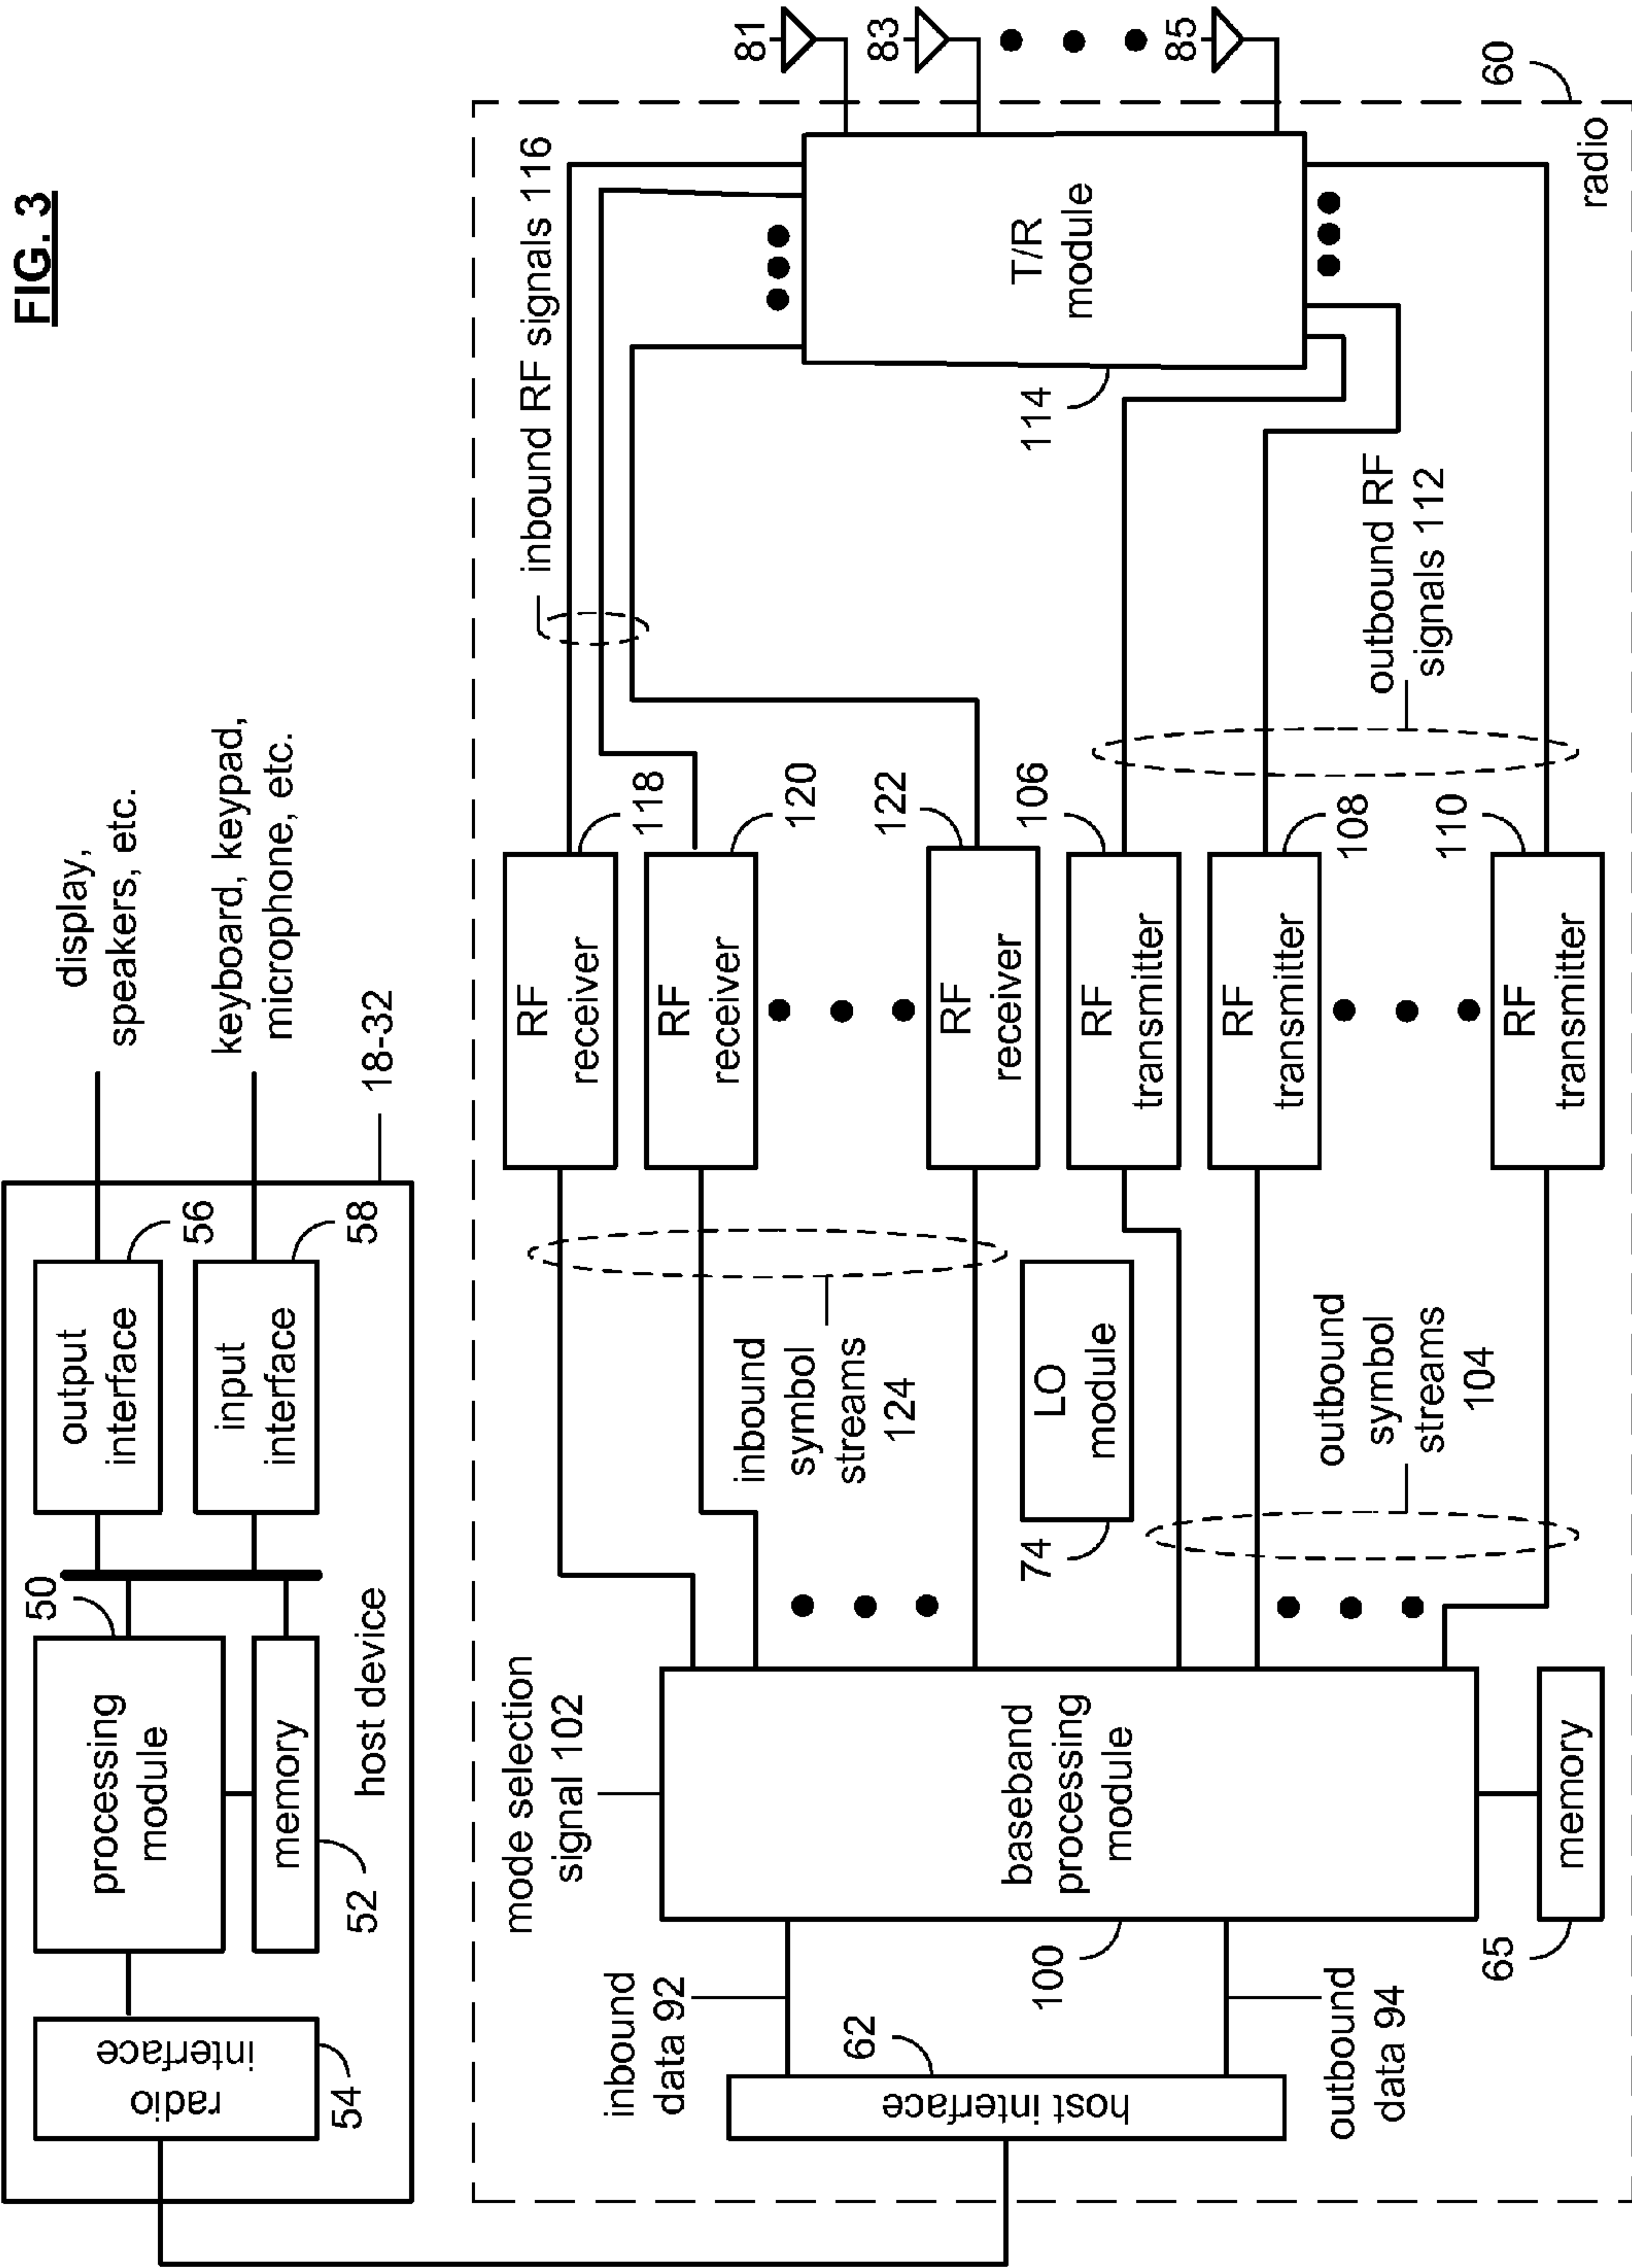 FIG. 3
display,
speakers, etc.
keyboard, keypad,
microphone, etc.
18-32
radio
interface
54
processing
module
50
memory
52
host device
output
interface
56
input
interface
58
mode selection
signal 102
inbound
data 92
62
host interface
100
outbound
data 94
baseband
processing
module
65
memory
inbound
symbol
streams
124
LO
module
74
outbound
symbol
streams
104
RF
receiver
118
RF
receiver
120
RF
receiver
122
RF
transmitter
106
RF
transmitter
108
RF
transmitter
110
inbound RF signals 116
outbound RF
signals 112
T/R
module
114
81
83
85
60
radio